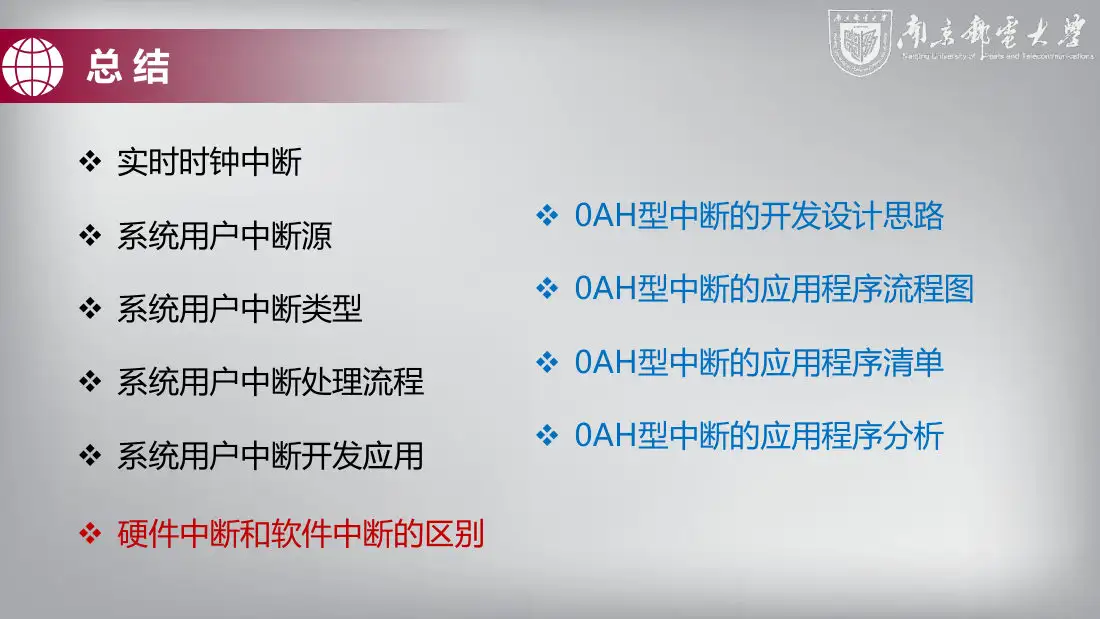 总结
南京邮电大学
Nanjing University of Posts and Telecommunications
❖ 实时时钟中断
❖ 系统用户中断源
❖ 系统用户中断类型
❖ 系统用户中断处理流程
❖ 系统用户中断开发应用
❖ 硬件中断和软件中断的区别
❖ 0AH型中断的开发设计思路
❖ 0AH型中断的应用程序流程图
❖ 0AH型中断的应用程序清单
❖ 0AH型中断的应用程序分析